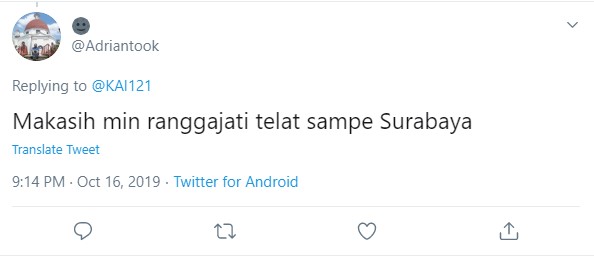 @Adriantook
Replying to @KAI121
Makasih min ranggajati telat sampe Surabaya
Translate Tweet
9:14 PM · Oct 16, 2019 · Twitter for Android